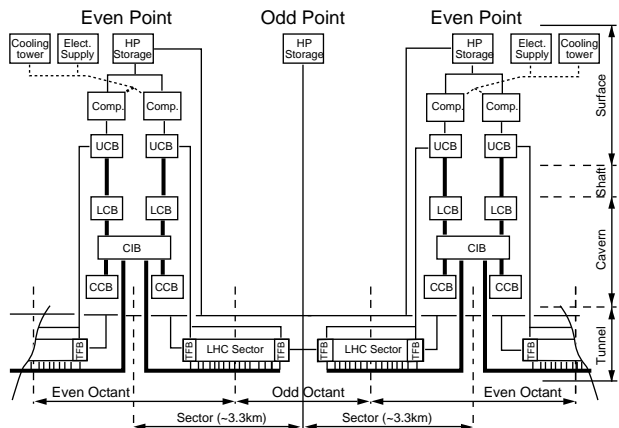 Even Point Odd Point Even Point
Cooling tower Elect. Supply HP Storage HP Storage HP Storage Elect. Supply Cooling tower
Surface
Comp. Comp. Comp. Comp.
UCB UCB UCB UCB
Shaft
LCB LCB LCB LCB
Cavern
CIB CIB
CCB CCB CCB CCB
Tunnel
TFB TFB LHC Sector TFB TFB LHC Sector TFB TFB
Even Octant Odd Octant Even Octant
Sector (~3.3km) Sector (~3.3km)